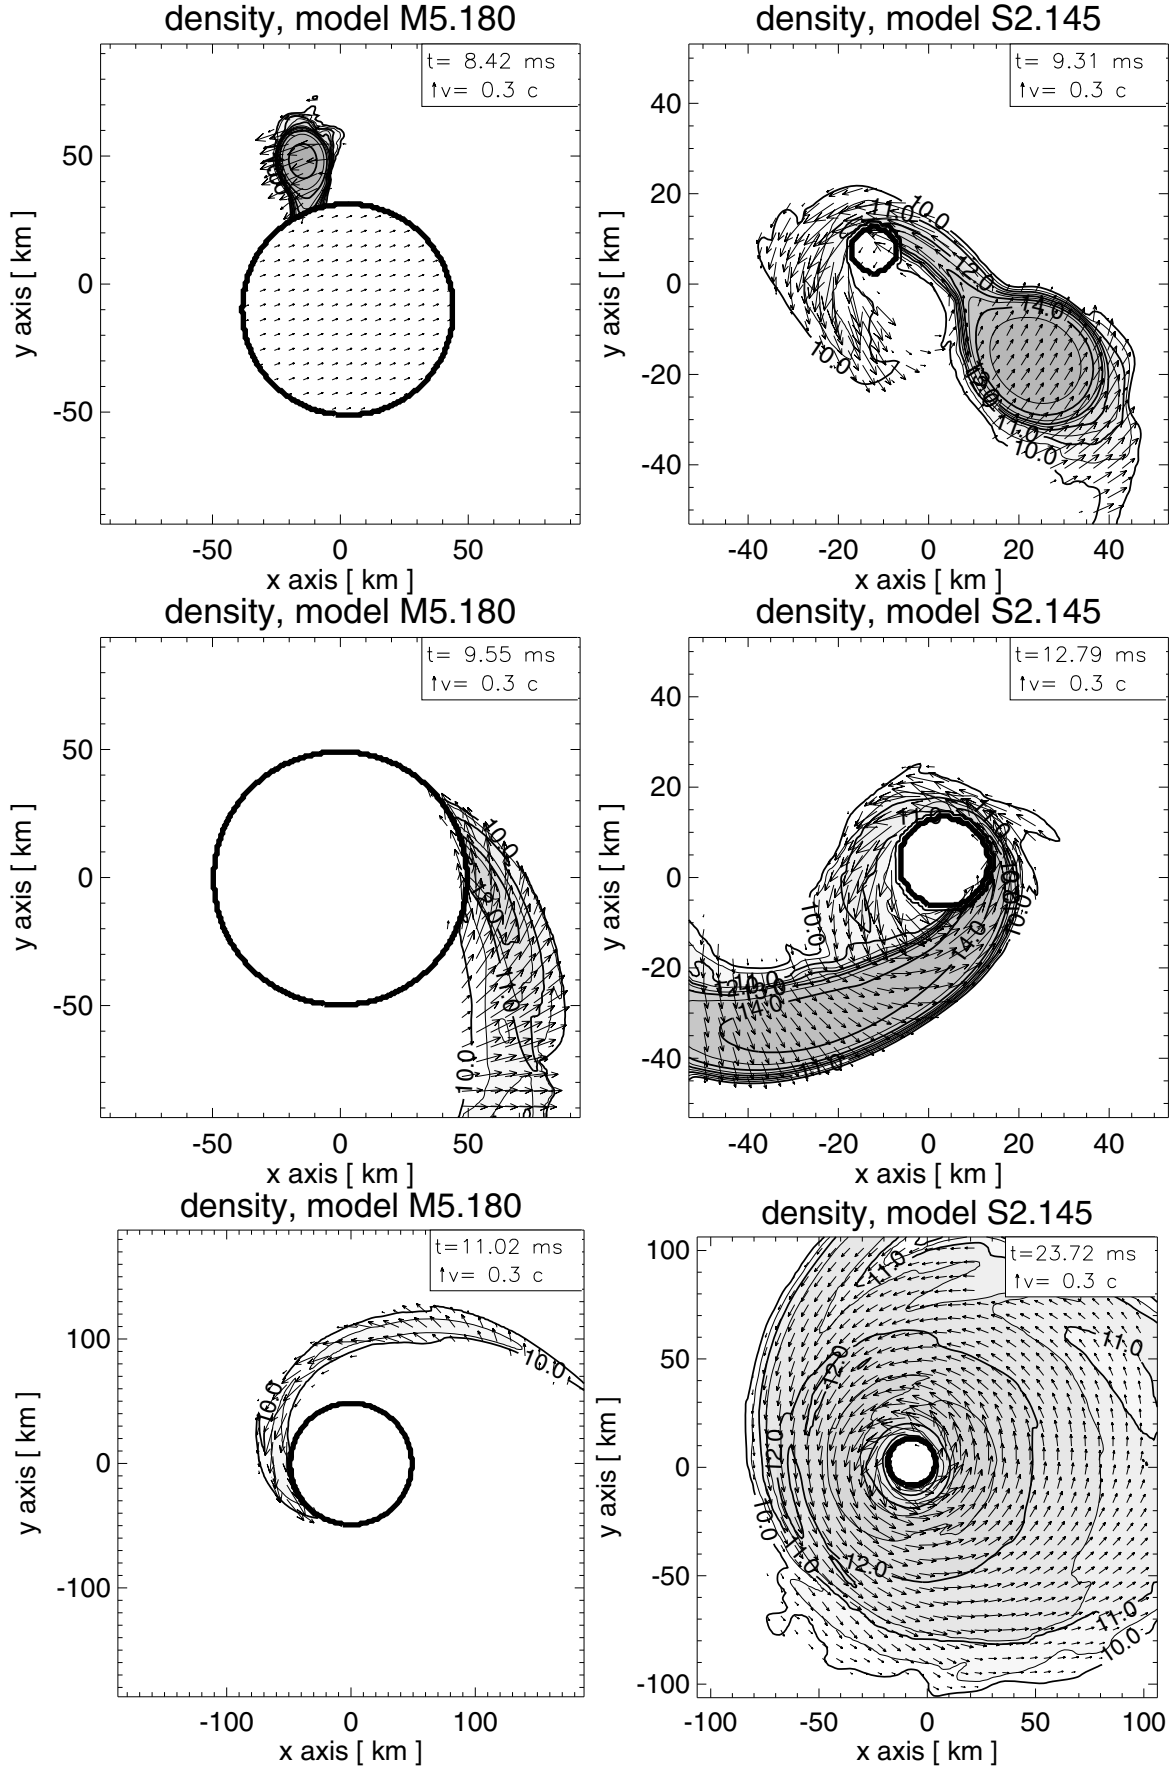 density, model M5.180
t= 8.42 ms
v= 0.3 c
50
0
-50
y axis [ km ]
-50 0 50
x axis [ km ]
density, model S2.145
t= 9.31 ms
v= 0.3 c
40
20
0
-20
-40
y axis [ km ]
11.0
10.0
12.0
14.0
10.0
13.0
11.0
10.0
-40 -20 0 20 40
x axis [ km ]
density, model M5.180
t= 9.55 ms
v= 0.3 c
50
0
-50
y axis [ km ]
10.0
10.0
-50 0 50
x axis [ km ]
density, model S2.145
t=12.79 ms
v= 0.3 c
40
20
0
-20
-40
y axis [ km ]
10.0
10.0
14.0
14.0
-40 -20 0 20 40
x axis [ km ]
density, model M5.180
t=11.02 ms
v= 0.3 c
100
0
-100
y axis [ km ]
10.0
10.0
-100 0 100
x axis [ km ]
density, model S2.145
t=23.72 ms
v= 0.3 c
100
50
0
-50
-100
y axis [ km ]
11.0
11.0
12.0
12.0
10.0
11.0
12.0
11.0
10.0
-100 -50 0 50 100
x axis [ km ]